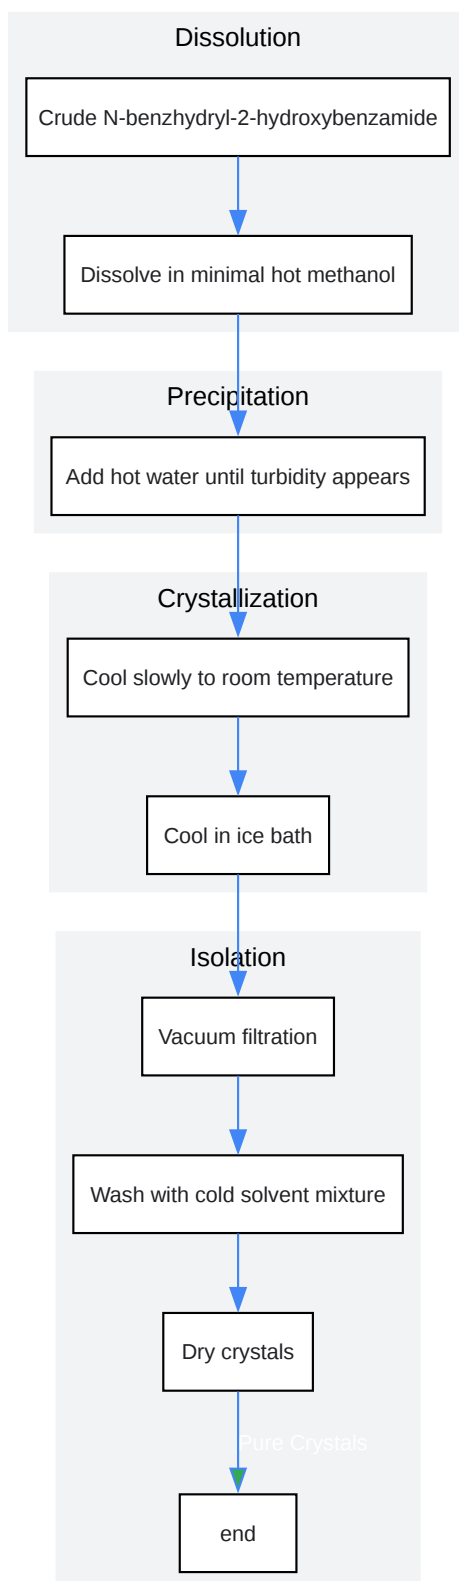 Dissolution
Crude N-benzhydryl-2-hydroxybenzamide
Dissolve in minimal hot methanol
Precipitation
Add hot water until turbidity appears
Crystallization
Cool slowly to room temperature
Cool in ice bath
Isolation
Vacuum filtration
Wash with cold solvent mixture
Dry crystals
Pure Crystals
end